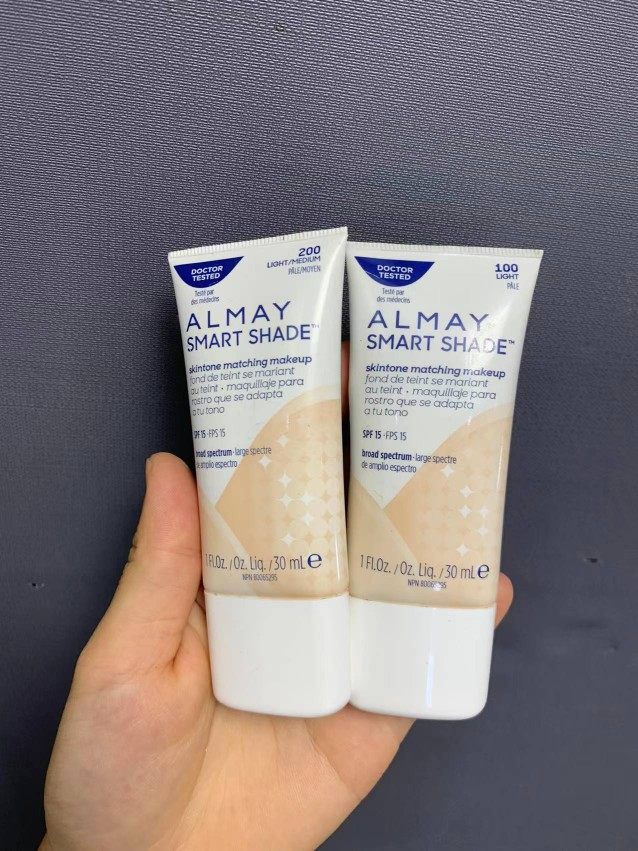 DOCTOR
TESTED
Testé par
des médecins
200
LIGHT/MEDIUM
PÂLE/MOYEN
ALMAY
SMART SHADE™
skintone matching makeup
fond de teint se mariant
au teint • maquillaje para
rostro que se adapta
a tu tono
SPF 15 • FPS 15
broad spectrum • large spectre
de amplio espectro
1 Fl.Oz. / Oz. Liq. / 30 mL e
NPN 80065295
DOCTOR
TESTED
Testé par
des médecins
100
LIGHT
PÂLE
ALMAY
SMART SHADE™
skintone matching makeup
fond de teint se mariant
au teint • maquillaje para
rostro que se adapta
a tu tono
SPF 15 • FPS 15
broad spectrum • large spectre
de amplio espectro
1 Fl.Oz. / Oz. Liq. / 30 mL e
NPN 80065295